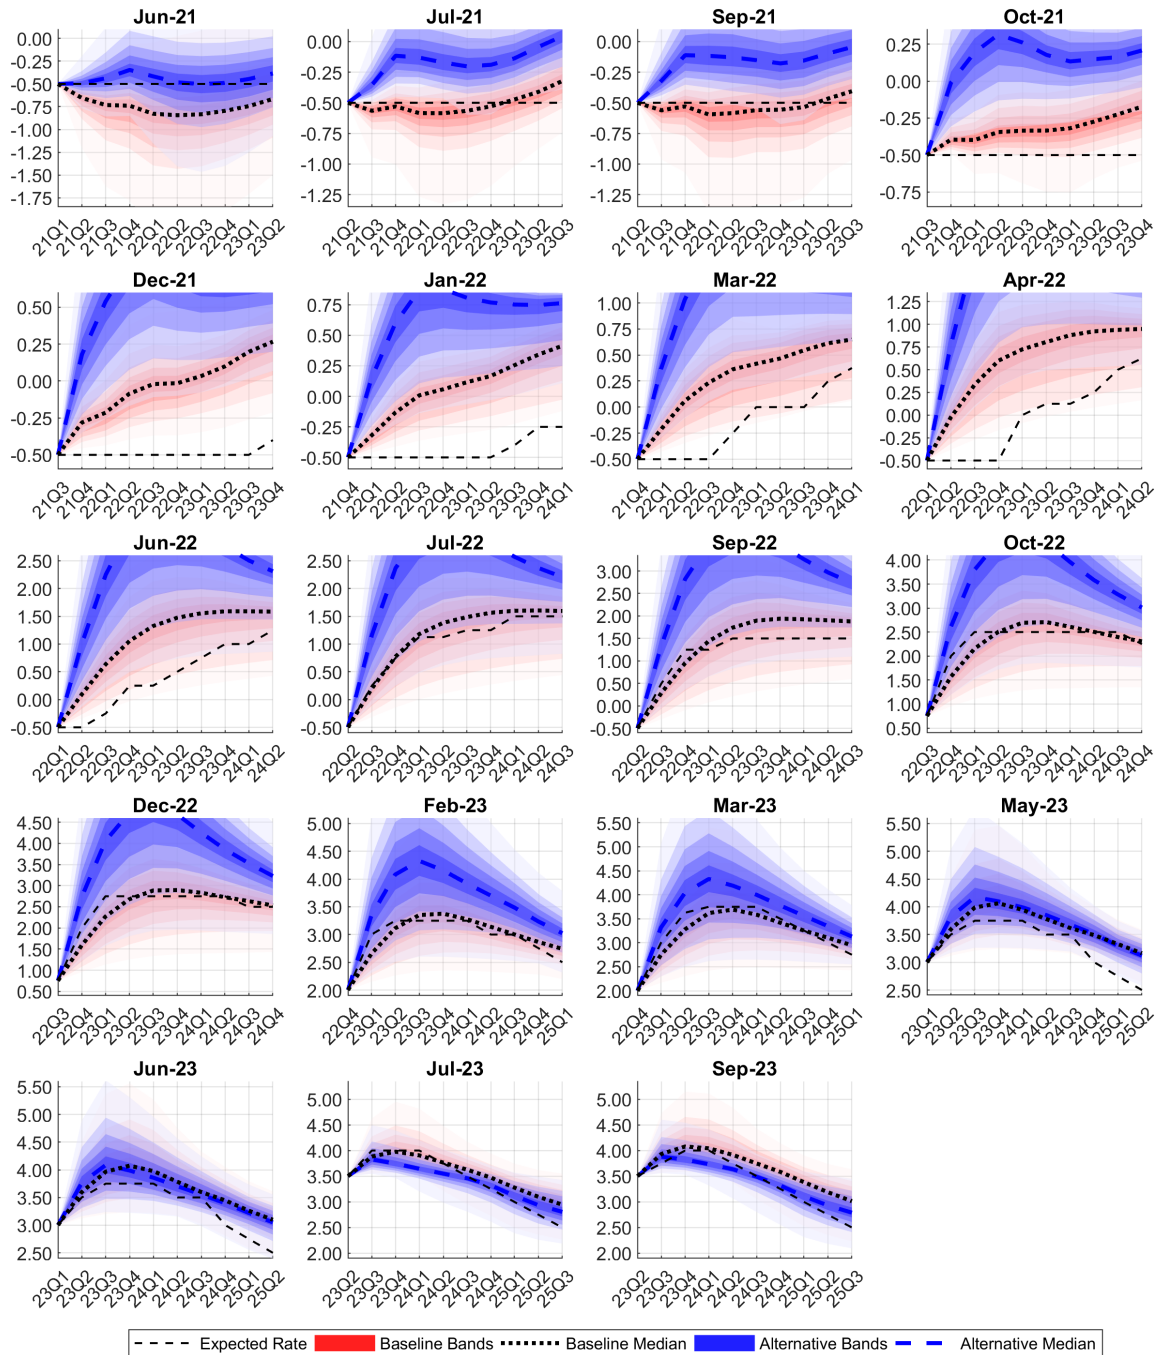 Jun-21 Jul-21 Sep-21 Oct-21
0.00 -0.25 -0.50 -0.75 -1.00 -1.25 -1.50 -1.75
0.00 -0.25 -0.50 -0.75 -1.00 -1.25
0.00 -0.25 -0.50 -0.75 -1.00 -1.25
0.25 0.00 -0.25 -0.50 -0.75
21Q1 21Q2 21Q3 21Q4 22Q1 22Q2 22Q3 22Q4 23Q1 23Q2
21Q2 21Q3 21Q4 22Q1 22Q2 22Q3 22Q4 23Q1 23Q2 23Q3
21Q2 21Q3 21Q4 22Q1 22Q2 22Q3 22Q4 23Q1 23Q2 23Q3
21Q3 21Q4 22Q1 22Q2 22Q3 22Q4 23Q1 23Q2 23Q3 23Q4
Dec-21 Jan-22 Mar-22 Apr-22
0.50 0.25 0.00 -0.25 -0.50
0.75 0.50 0.25 0.00 -0.25 -0.50
1.00 0.75 0.50 0.25 0.00 -0.25 -0.50
1.25 1.00 0.75 0.50 0.25 0.00 -0.25 -0.50
21Q3 21Q4 22Q1 22Q2 22Q3 22Q4 23Q1 23Q2 23Q3 23Q4
21Q4 22Q1 22Q2 22Q3 22Q4 23Q1 23Q2 23Q3 23Q4 24Q1
21Q4 22Q1 22Q2 22Q3 22Q4 23Q1 23Q2 23Q3 23Q4 24Q1
22Q1 22Q2 22Q3 22Q4 23Q1 23Q2 23Q3 23Q4 24Q1 24Q2
Jun-22 Jul-22 Sep-22 Oct-22
2.50 2.00 1.50 1.00 0.50 0.00 -0.50
2.50 2.00 1.50 1.00 0.50 0.00 -0.50
3.00 2.50 2.00 1.50 1.00 0.50 0.00 -0.50
4.00 3.50 3.00 2.50 2.00 1.50 1.00 0.50
22Q1 22Q2 22Q3 22Q4 23Q1 23Q2 23Q3 23Q4 24Q1 24Q2
22Q2 22Q3 22Q4 23Q1 23Q2 23Q3 23Q4 24Q1 24Q2 24Q3
22Q2 22Q3 22Q4 23Q1 23Q2 23Q3 23Q4 24Q1 24Q2 24Q3
22Q3 22Q4 23Q1 23Q2 23Q3 23Q4 24Q1 24Q2 24Q3 24Q4
Dec-22 Feb-23 Mar-23 May-23
4.50 4.00 3.50 3.00 2.50 2.00 1.50 1.00 0.50
5.00 4.50 4.00 3.50 3.00 2.50 2.00
5.50 5.00 4.50 4.00 3.50 3.00 2.50 2.00
5.50 5.00 4.50 4.00 3.50 3.00 2.50
22Q3 22Q4 23Q1 23Q2 23Q3 23Q4 24Q1 24Q2 24Q3 24Q4
22Q4 23Q1 23Q2 23Q3 23Q4 24Q1 24Q2 24Q3 24Q4 25Q1
22Q4 23Q1 23Q2 23Q3 23Q4 24Q1 24Q2 24Q3 24Q4 25Q1
23Q1 23Q2 23Q3 23Q4 24Q1 24Q2 24Q3 24Q4 25Q1 25Q2
Jun-23 Jul-23 Sep-23
5.50 5.00 4.50 4.00 3.50 3.00 2.50
5.00 4.50 4.00 3.50 3.00 2.50 2.00
5.00 4.50 4.00 3.50 3.00 2.50 2.00
23Q1 23Q2 23Q3 23Q4 24Q1 24Q2 24Q3 24Q4 25Q1 25Q2
23Q2 23Q3 23Q4 24Q1 24Q2 24Q3 24Q4 25Q1 25Q2 25Q3
23Q2 23Q3 23Q4 24Q1 24Q2 24Q3 24Q4 25Q1 25Q2 25Q3
Expected Rate Baseline Bands Baseline Median Alternative Bands Alternative Median